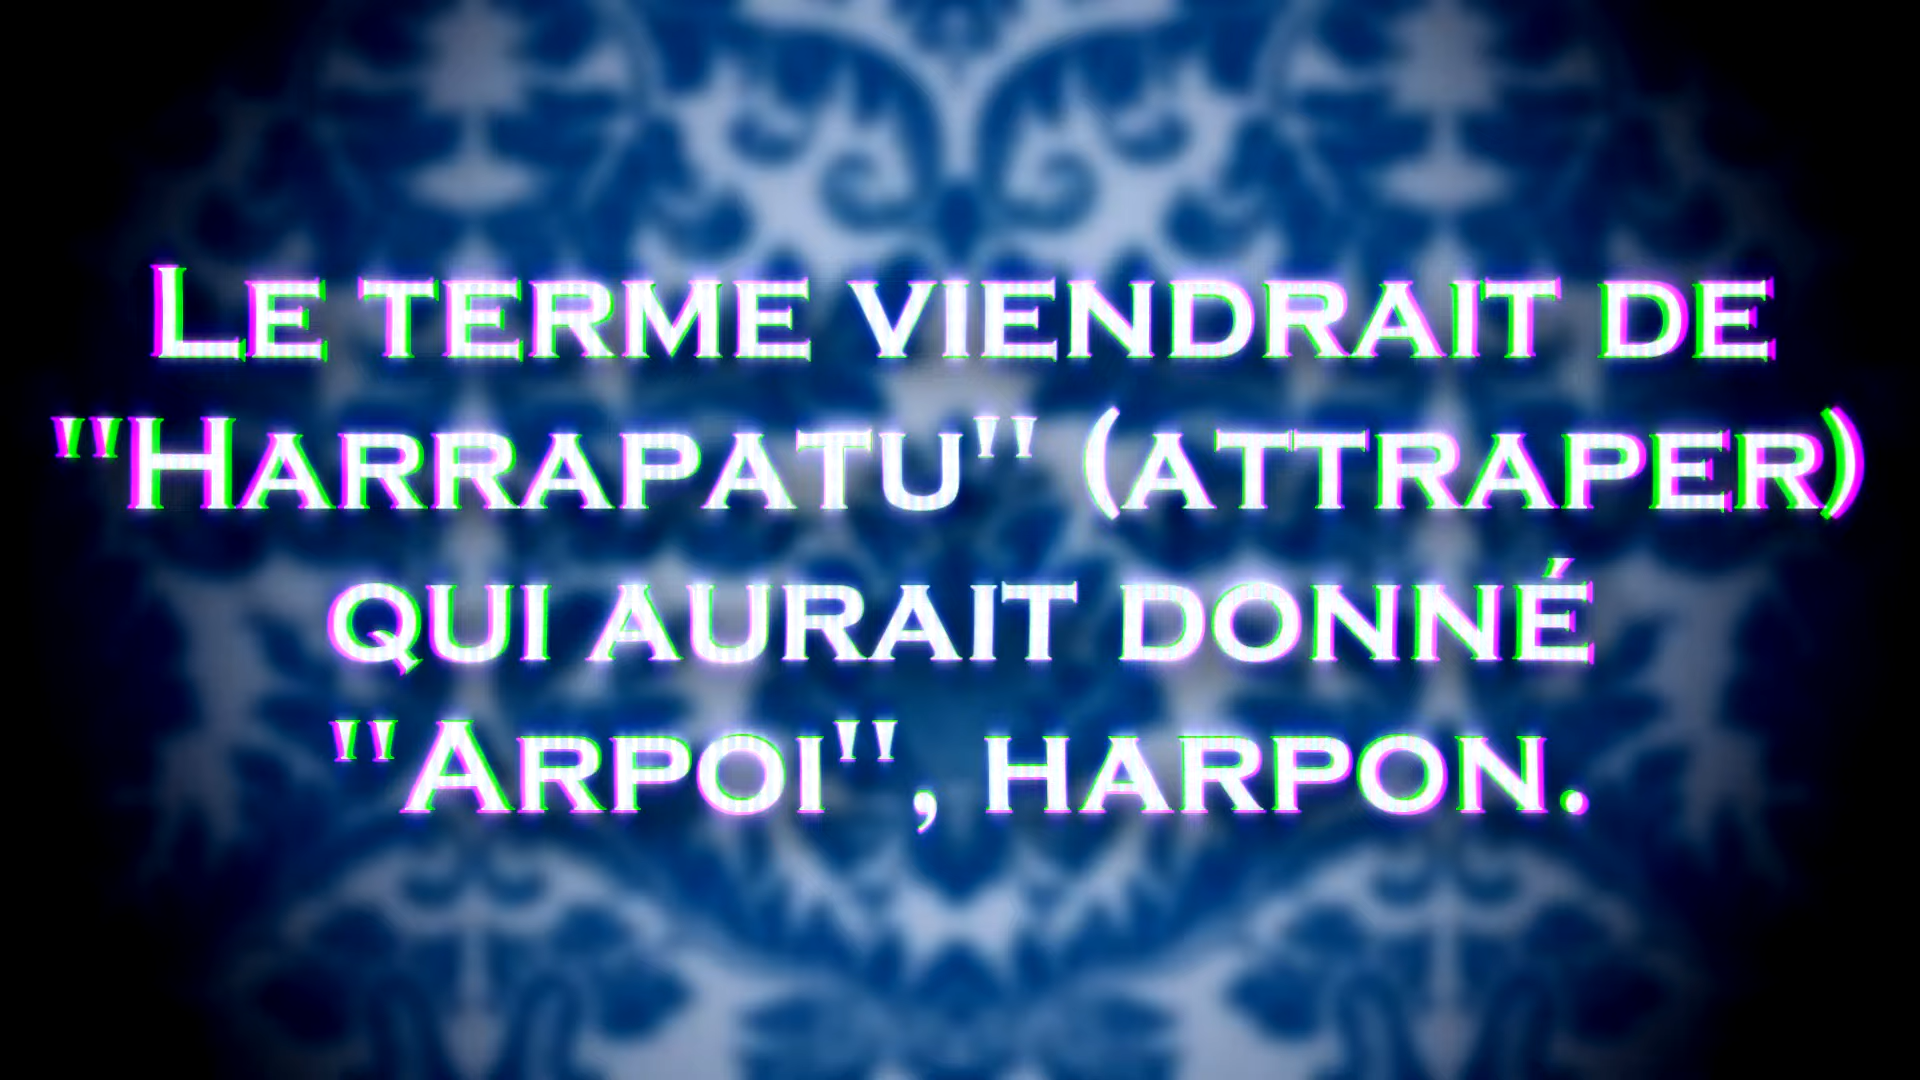 Le terme viendrait de
"Harrapatu" (attraper)
qui aurait donné
"Arpoi", harpon.